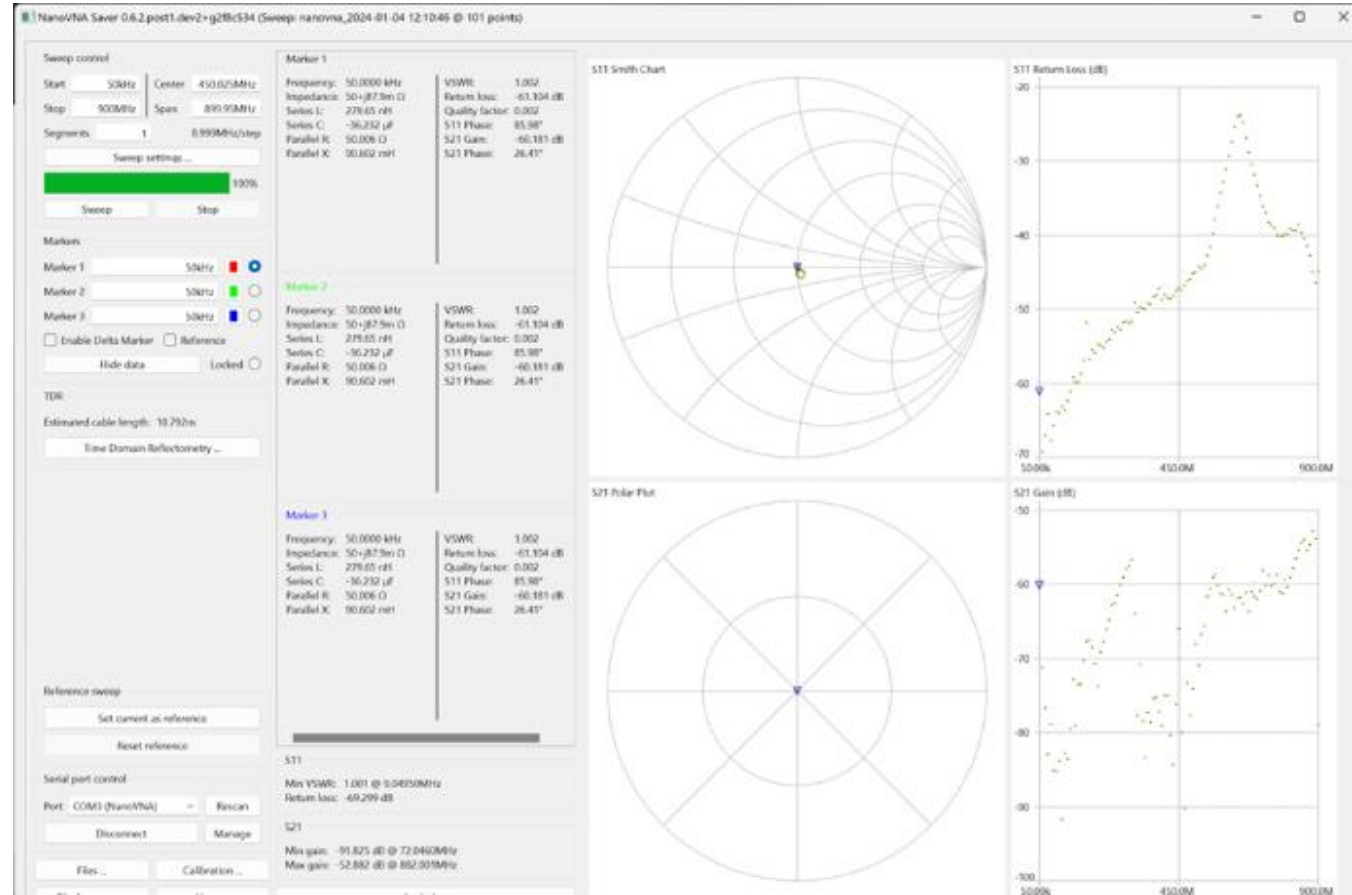 NanoVNA Saver 0.6.2.post1.dev2+g2f8c534 (Sweep: nanovna_2024-01-04 12:10:46 @ 101 points)
Sweep control
Start 50kHz Center 450.025MHz
Stop 900MHz Span 899.95MHz
Segments 1 8.999MHz/step
Sweep settings ...
100%
Sweep Stop
Markers
Marker 1 50kHz
Marker 2 50kHz
Marker 3 50kHz
Enable Delta Marker Reference
Hide data Locked
TDR
Estimated cable length: 10.792m
Time Domain Reflectometry ...
Reference sweep
Set current as reference
Reset reference
Serial port control
Port COM3 (NanoVNA) Rescan
Disconnect Manage
Files ... Calibration ...
Marker 1
Frequency: 50.0000 kHz VSWR: 1.002
Impedance: 50+j87.9m Ω Return loss: -61.104 dB
Series L: 279.65 nH Quality factor: 0.002
Series C: -36.232 µF S11 Phase: 85.98°
Parallel R: 50.006 Ω S21 Gain: -60.181 dB
Parallel X: 90.602 mH S21 Phase: 26.41°
Marker 2
Frequency: 50.0000 kHz VSWR: 1.002
Impedance: 50+j87.9m Ω Return loss: -61.104 dB
Series L: 279.65 nH Quality factor: 0.002
Series C: -36.232 µF S11 Phase: 85.98°
Parallel R: 50.006 Ω S21 Gain: -60.181 dB
Parallel X: 90.602 mH S21 Phase: 26.41°
Marker 3
Frequency: 50.0000 kHz VSWR: 1.002
Impedance: 50+j87.9m Ω Return loss: -61.104 dB
Series L: 279.65 nH Quality factor: 0.002
Series C: -36.232 µF S11 Phase: 85.98°
Parallel R: 50.006 Ω S21 Gain: -60.181 dB
Parallel X: 90.602 mH S21 Phase: 26.41°
S11
Min VSWR: 1.001 @ 9.04950MHz
Return loss: -69.299 dB
S21
Min gain: -91.825 dB @ 72.0460MHz
Max gain: -52.882 dB @ 882.001MHz
S11 Smith Chart
S11 Return Loss (dB)
-20
-30
-40
-50
-60
-70
50.00k 450.0M 900.0M
S21 Polar Plot
S21 Gain (dB)
-50
-60
-70
-80
-90
-100
50.00k 450.0M 900.0M